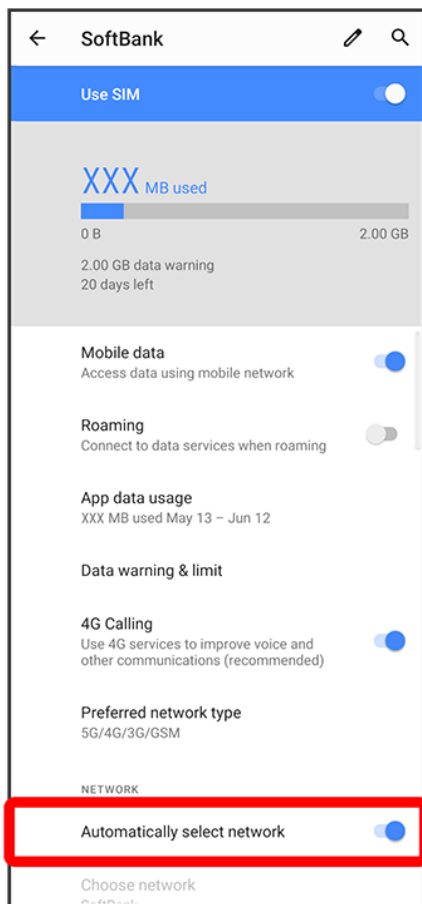 SoftBank
Use SIM
XXX MB used
0 B 2.00 GB
2.00 GB data warning
20 days left
Mobile data
Access data using mobile network
Roaming
Connect to data services when roaming
App data usage
XXX MB used May 13 – Jun 12
Data warning & limit
4G Calling
Use 4G services to improve voice and
other communications (recommended)
Preferred network type
5G/4G/3G/GSM
NETWORK
Automatically select network
Choose network
SoftBank